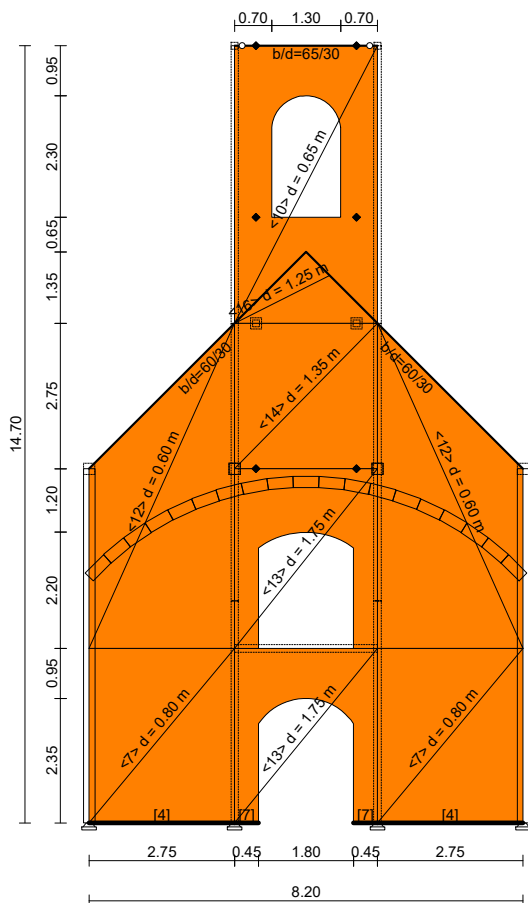 0.70 1.30 0.70
b/d=65/30
0.95
2.30
<10> d = 0.65 m
0.65
1.35
<16> d = 1.25 m
b/d=60/30
b/d=60/30
2.75
14.70
<14> d = 1.35 m
<12> d = 0.60 m
<12> d = 0.60 m
1.20
<13> d = 1.75 m
2.20
0.95
<7> d = 0.80 m
<13> d = 1.75 m
<7> d = 0.80 m
2.35
[4] [7] [7] [4]
2.75 0.45 1.80 0.45 2.75
8.20